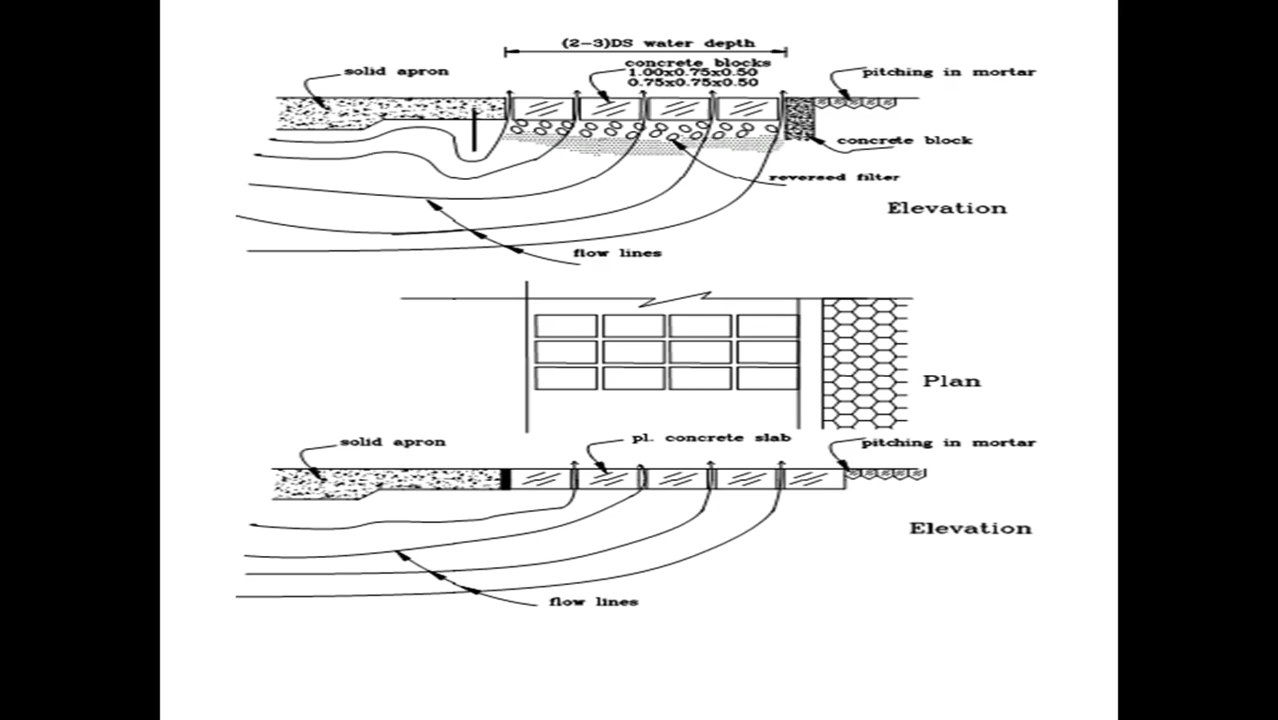 (2-3)DS water depth
solid apron
concrete blocks
1.00x0.75x0.50
0.75x0.75x0.50
pitching in mortar
concrete block
reversed filter
Elevation
flow lines
Plan
solid apron
pl. concrete slab
pitching in mortar
Elevation
flow lines